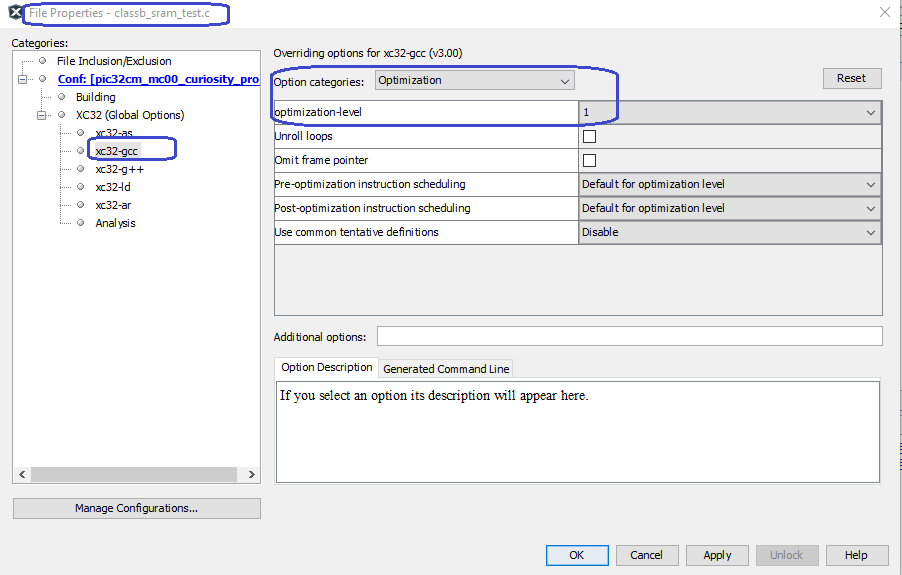 File Properties - classb_sram_test.c
Categories:
File Inclusion/Exclusion
Conf: [pic32cm_mc00_curiosity_pro
Building
XC32 (Global Options)
xc32-as
xc32-gcc
xc32-g++
xc32-ld
xc32-ar
Analysis
Manage Configurations...
Overriding options for xc32-gcc (v3.00)
Option categories: Optimization Reset
optimization-level 1
Unroll loops
Omit frame pointer
Pre-optimization instruction scheduling Default for optimization level
Post-optimization instruction scheduling Default for optimization level
Use common tentative definitions Disable
Additional options:
Option Description Generated Command Line
If you select an option its description will appear here.
OK Cancel Apply Unlock Help